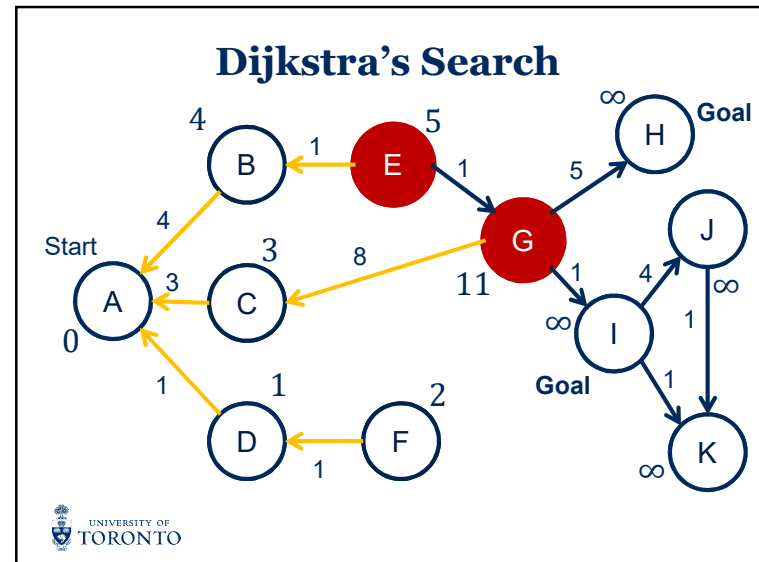 Dijkstra's Search
∞
Goal
H
4
5
B
1
E
1
5
J
4
G
Start
3
8
1
4
∞
A
3
C
11
∞
I
1
0
Goal
1
1
1
2
D
F
K
1
∞
UNIVERSITY OF
TORONTO